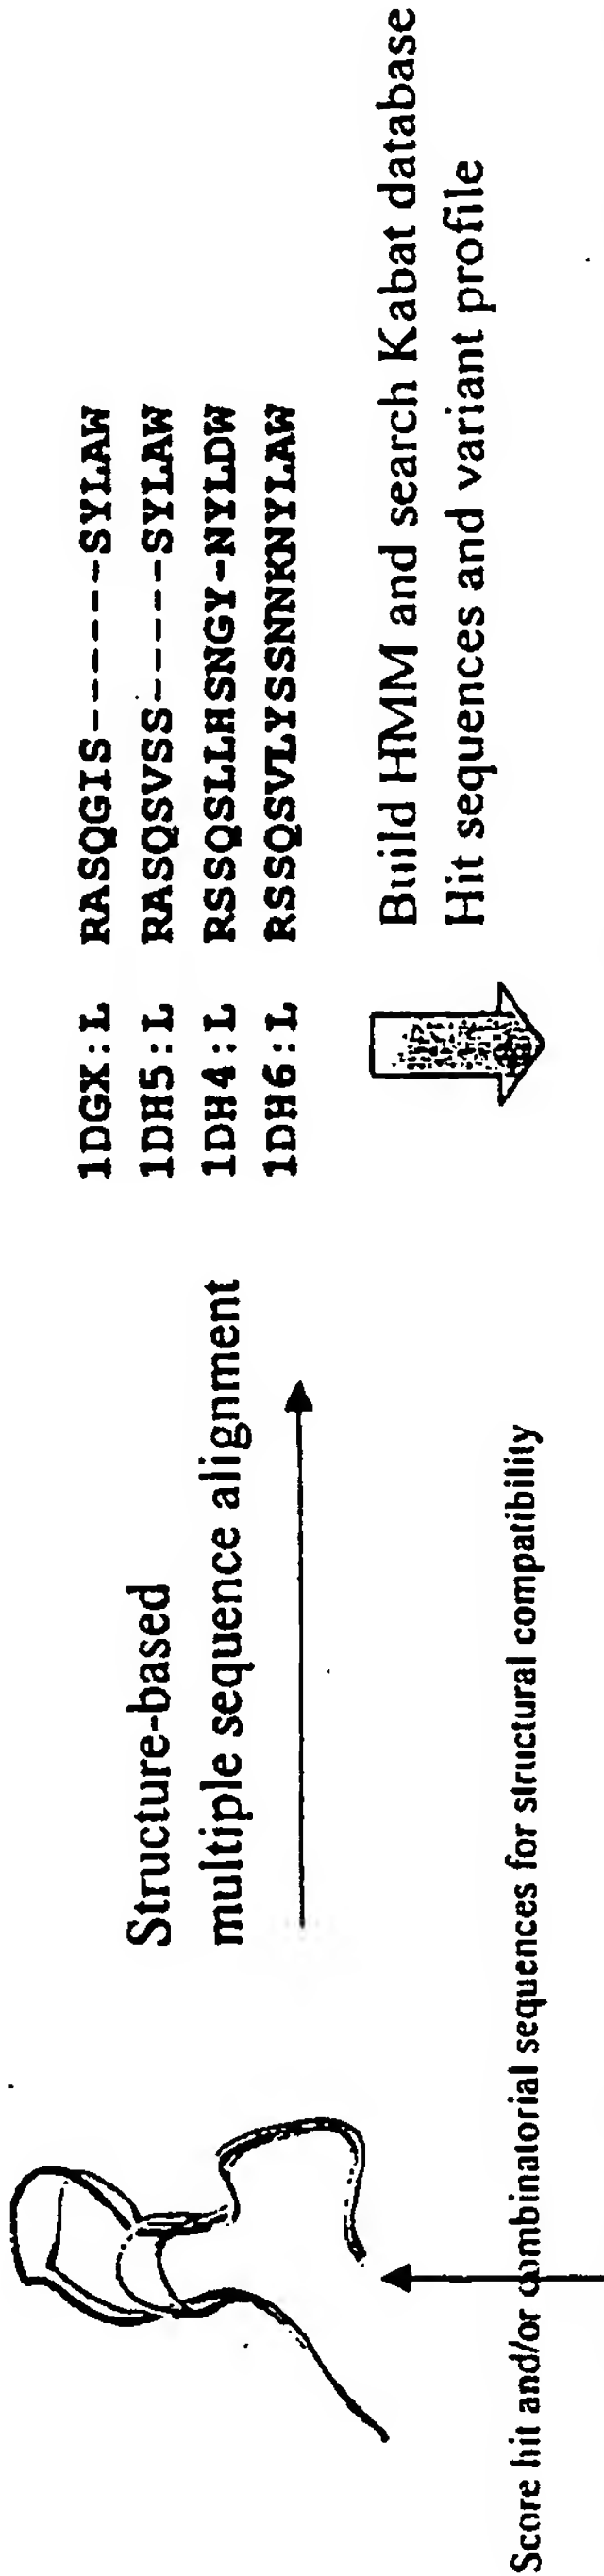 Structure-based
multiple sequence alignment
1DGX:L RASQGIS------SYLAW
1DH5:L RASQSVSS-----SYLAW
1DH4:L RSSQSLLHSNGY-NYLDW
1DH6:L RSSQSVLYSSNNKNYLAW
Build HMM and search Kabat database
Hit sequences and variant profile
Score hit and/or combinatorial sequences for structural compatibility